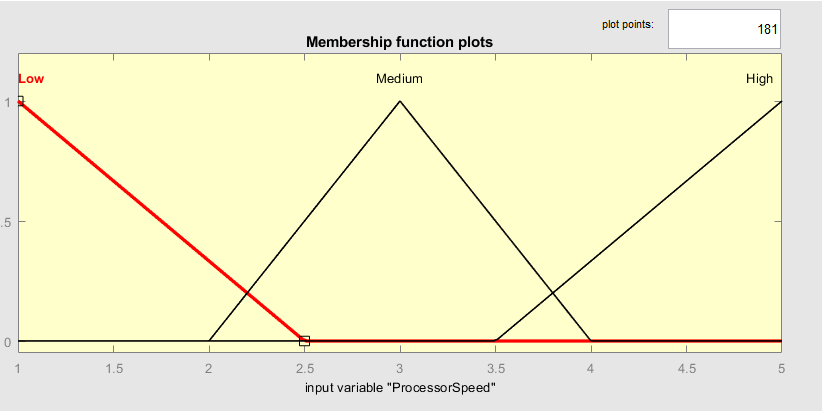 plot points: 181
Membership function plots
Low Medium High
1
.5
0
1 1.5 2 2.5 3 3.5 4 4.5 5
input variable "ProcessorSpeed"